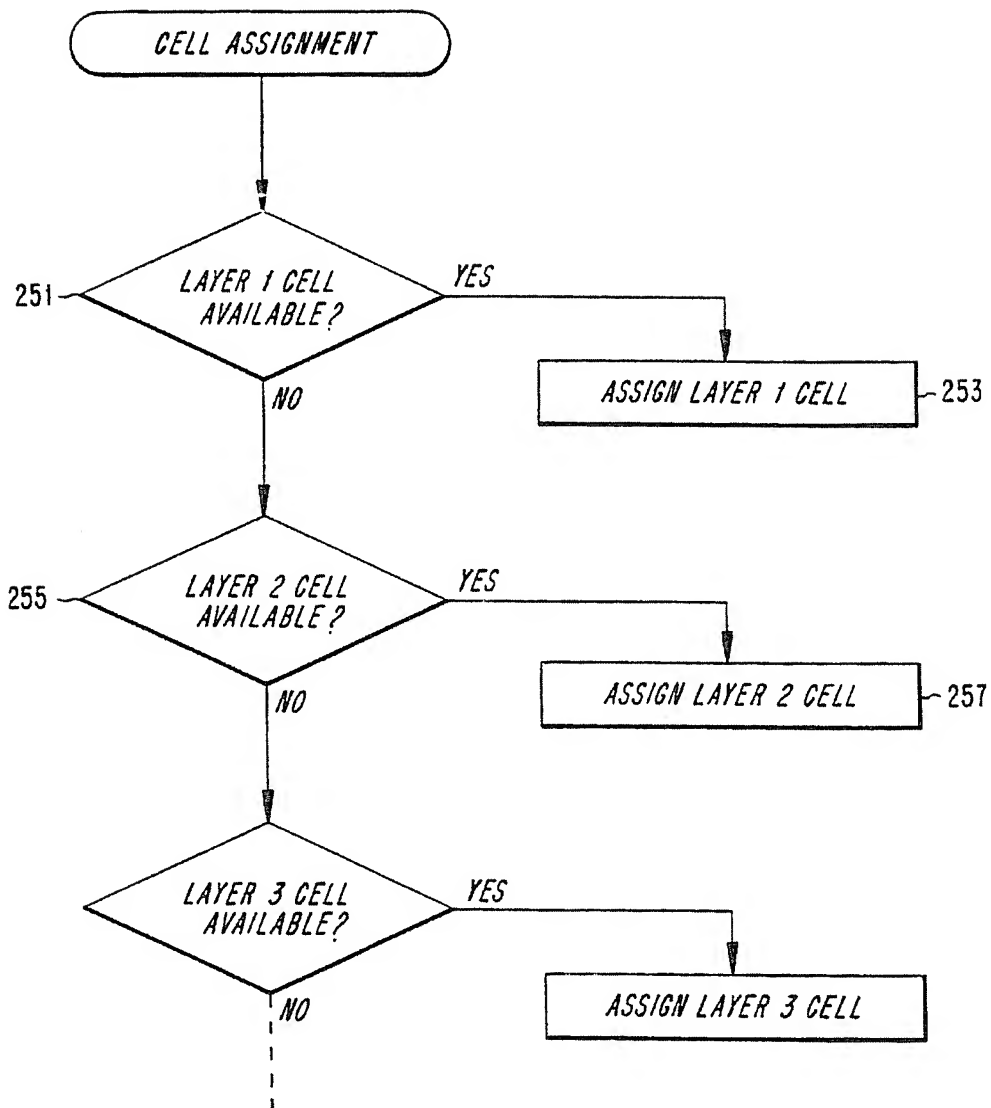 CELL ASSIGNMENT
251
LAYER 1 CELL
AVAILABLE?
YES
ASSIGN LAYER 1 CELL
253
NO
255
LAYER 2 CELL
AVAILABLE?
YES
ASSIGN LAYER 2 CELL
257
NO
LAYER 3 CELL
AVAILABLE?
YES
ASSIGN LAYER 3 CELL
NO